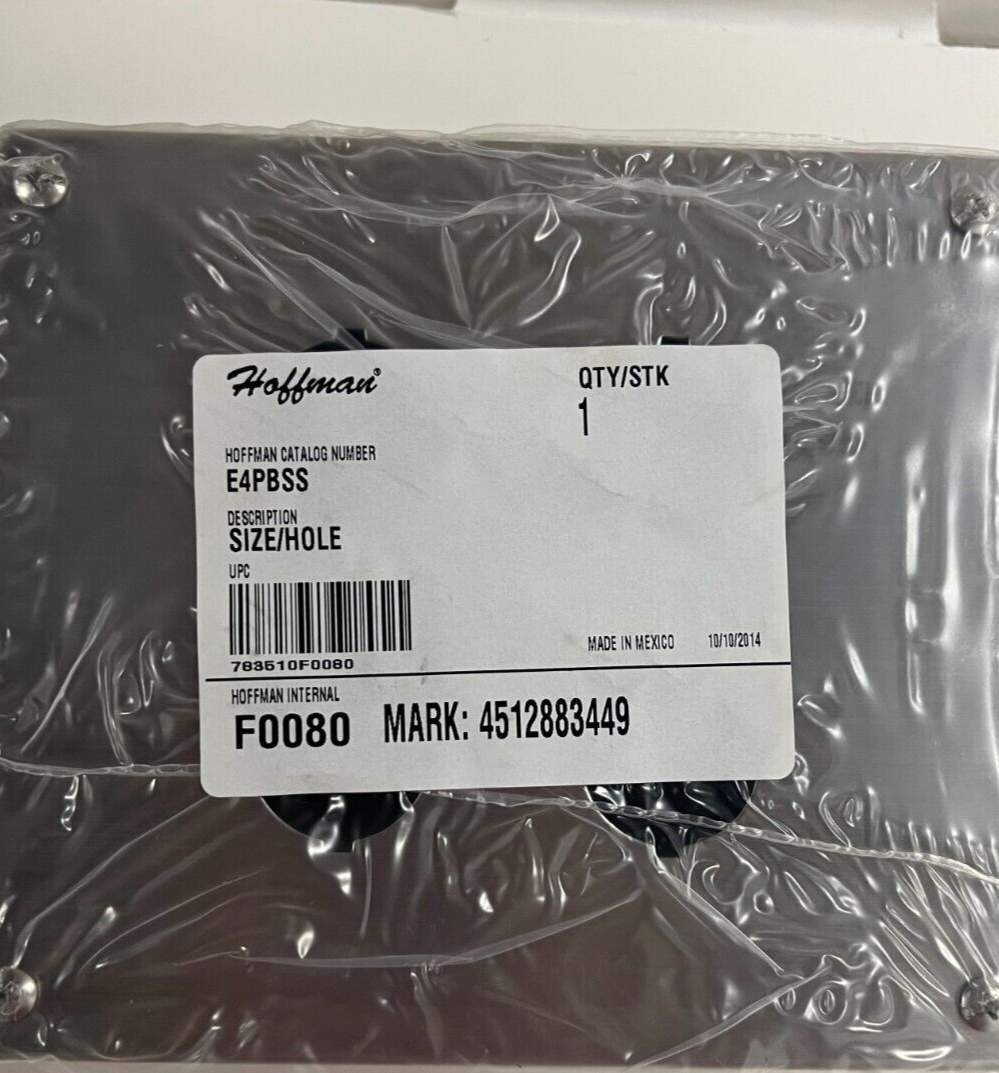 Hoffman®
QTY/STK
1
HOFFMAN CATALOG NUMBER
E4PBSS
DESCRIPTION
SIZE/HOLE
UPC
783510F0080
MADE IN MEXICO 10/10/2014
HOFFMAN INTERNAL
F0080 MARK: 4512883449